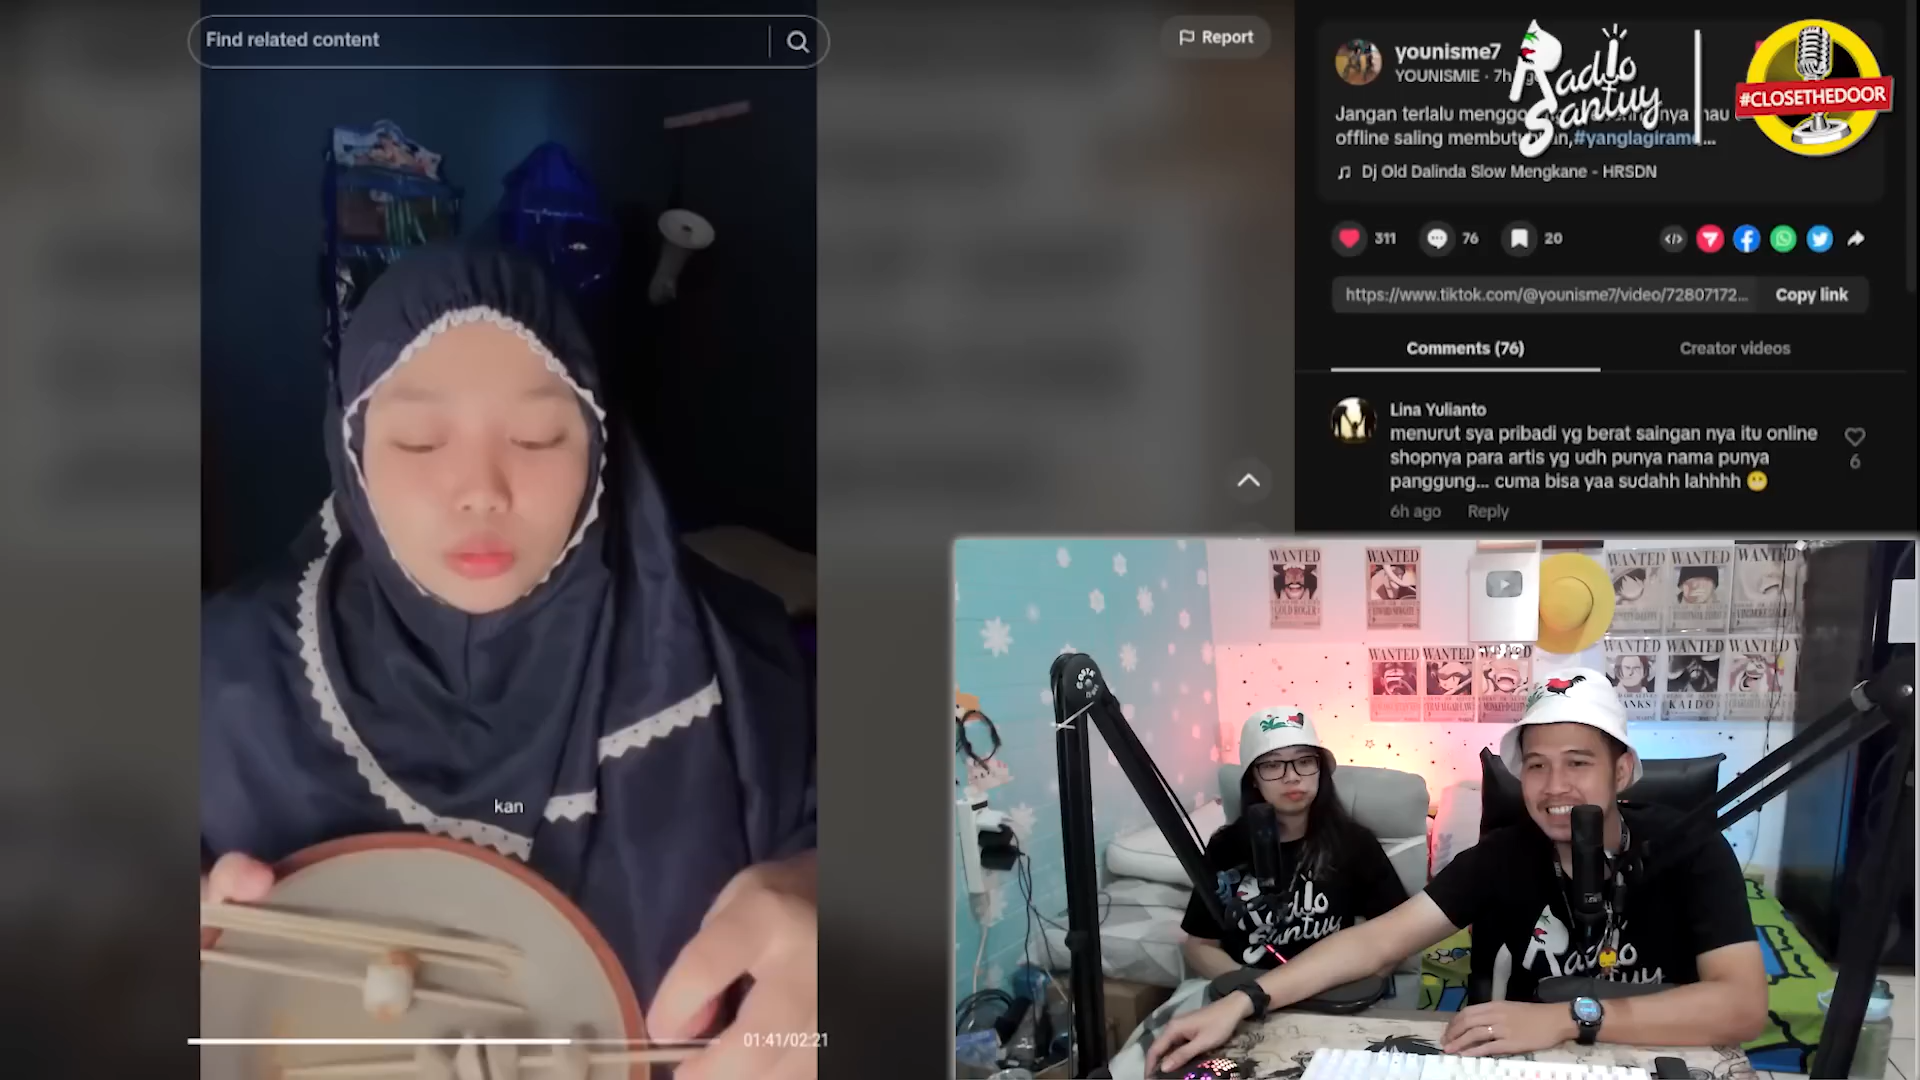 Find related content
Report
younisme7
YOUNISMIE · 7h
Radio
Santuy
#CLOSETHEDOOR
Jangan terlalu
offline saling #yanglagirame...
Dj Old Dalinda Slow Mengkane - HRSDN
311
76
20
https://www.tiktok.com/@younisme7/video/72807172...
Copy link
Comments (76)
Creator videos
Lina Yulianto
menurut sya pribadi yg berat saingan nya itu online
shopnya para artis yg udh punya nama punya
panggung... cuma bisa yaa sudahh lahhhh 😬
6
6h ago
Reply
kan
01:41/02:21
WANTED
GOLD ROGER
WANTED
WANTED
WANTED
WANTED
WANTED
WANTED
WANTED
WANTED
WANTED
KAIDO
Radio
Santuy
Radio
Santuy